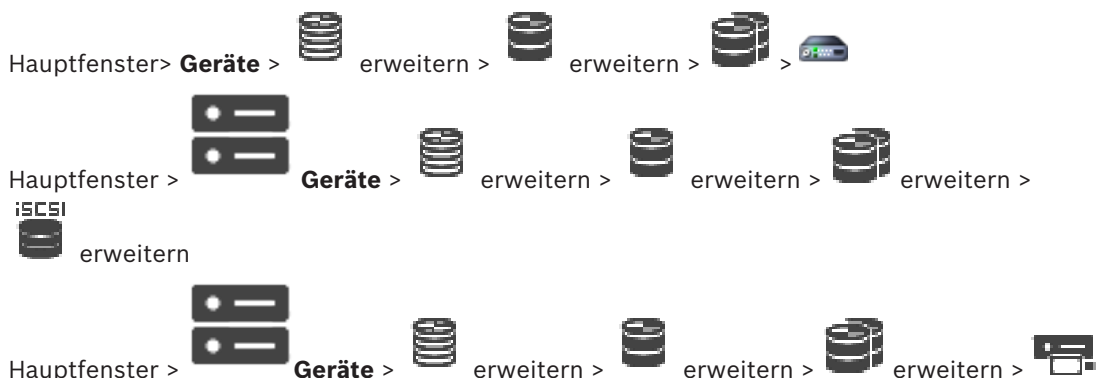 Hauptfenster> Geräte > erweitern > erweitern > >
Hauptfenster > Geräte > erweitern > erweitern > erweitern >
iSCSI
erweitern
Hauptfenster > Geräte > erweitern > erweitern > erweitern >